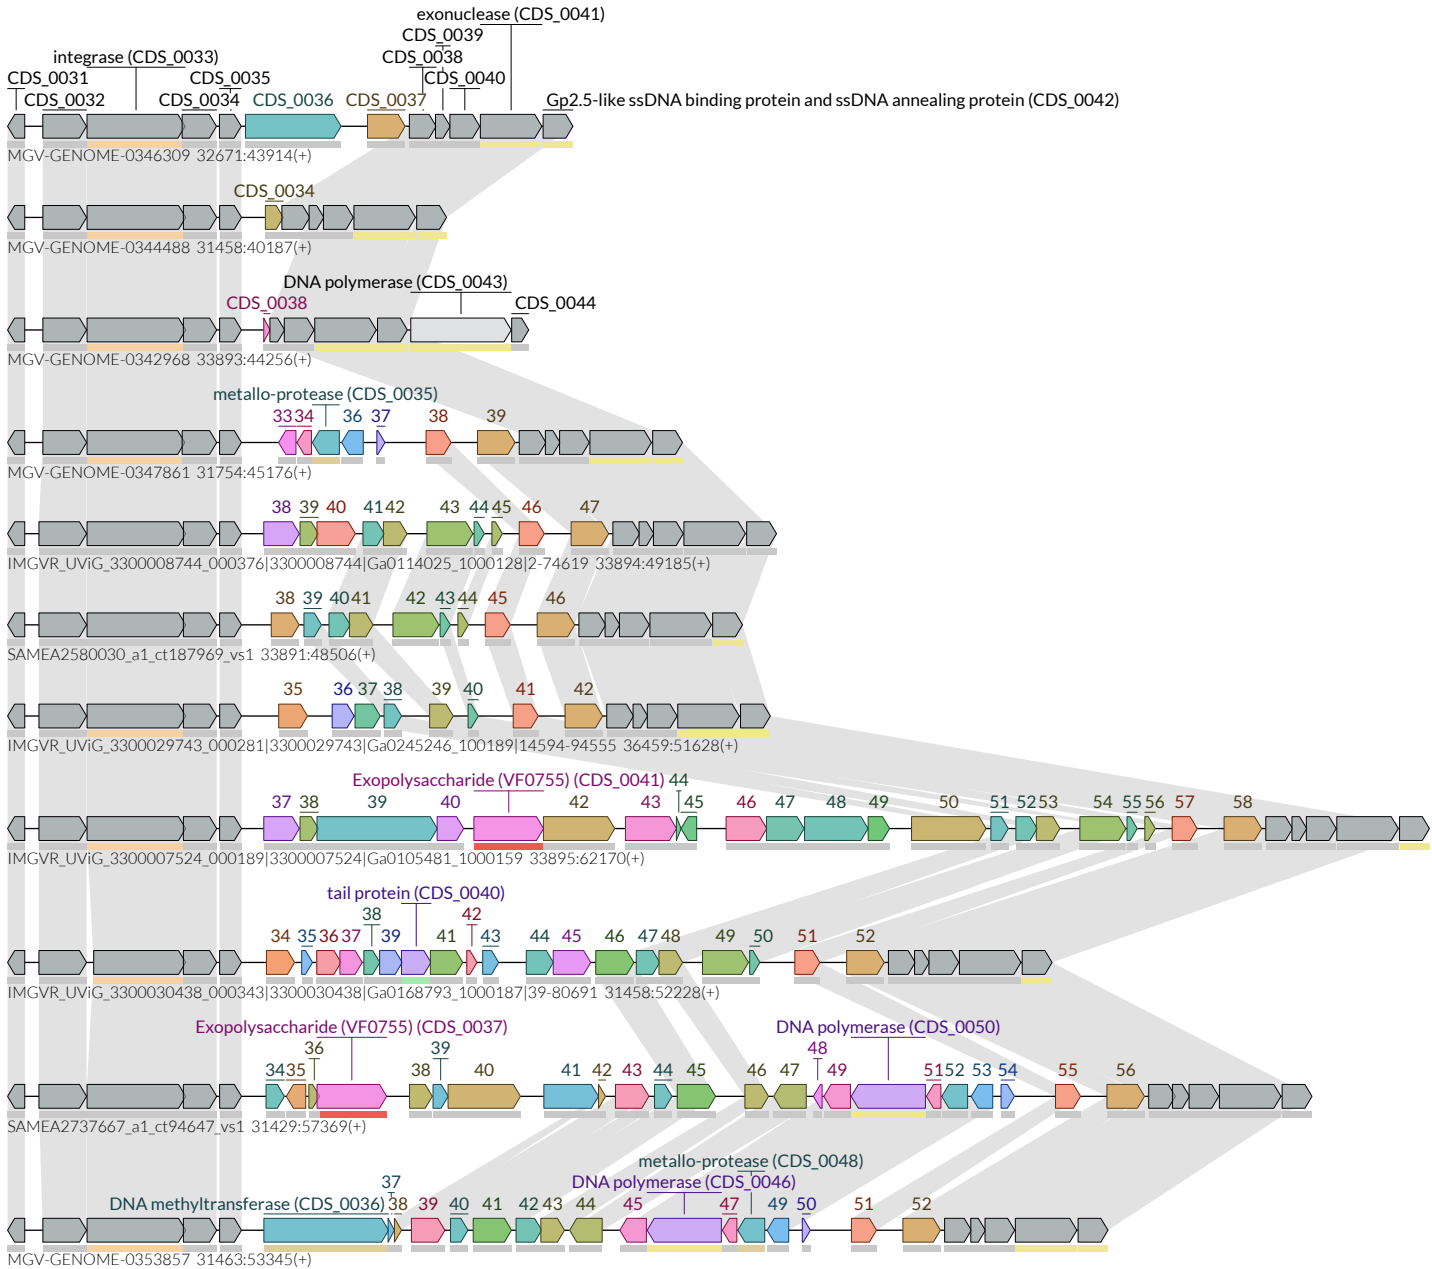 exonuclease (CDS_0041)
CDS_0039
integrase (CDS_0033) CDS_0038
CDS_0031 CDS_0035 CDS_0040
CDS_0032 CDS_0034 CDS_0036 CDS_0037 Gp2.5-like ssDNA binding protein and ssDNA annealing protein (CDS_0042)
MGV-GENOME-0346309 32671:43914(+)
CDS_0034
MGV-GENOME-0344488 31458:40187(+)
DNA polymerase (CDS_0043)
CDS_0038 CDS_0044
MGV-GENOME-0342968 33893:44256(+)
metallo-protease (CDS_0035)
33 34 36 37 38 39
MGV-GENOME-0347861 31754:45176(+)
38 39 40 41 42 43 44 45 46 47
IMGVR_UViG_3300008744_000376|3300008744|Ga0114025_1000128|2-74619 33894:49185(+)
38 39 40 41 42 43 44 45 46
SAMEA2580030_a1_ct187969_vs1 33891:48506(+)
35 36 37 38 39 40 41 42
IMGVR_UViG_3300029743_000281|3300029743|Ga0245246_100189|14594-94555 36459:51628(+)
Exopolysaccharide (VF0755) (CDS_0041) 44
37 38 39 40 42 43 45 46 47 48 49 50 51 52 53 54 55 56 57 58
IMGVR_UViG_3300007524_000189|3300007524|Ga0105481_1000159 33895:62170(+)
tail protein (CDS_0040)
38 42
34 35 36 37 39 41 43 44 45 46 47 48 49 50 51 52
IMGVR_UViG_3300030438_000343|3300030438|Ga0168793_1000187|39-80691 31458:52228(+)
Exopolysaccharide (VF0755) (CDS_0037) DNA polymerase (CDS_0050)
36 39 48
34 35 38 40 41 42 43 44 45 46 47 49 51 52 53 54 55 56
SAMEA2737667_a1_ct94647_vs1 31429:57369(+)
metallo-protease (CDS_0048)
37 DNA polymerase (CDS_0046)
DNA methyltransferase (CDS_0036) 38 39 40 41 42 43 44 45 47 49 50 51 52
MGV-GENOME-0353857 31463:53345(+)